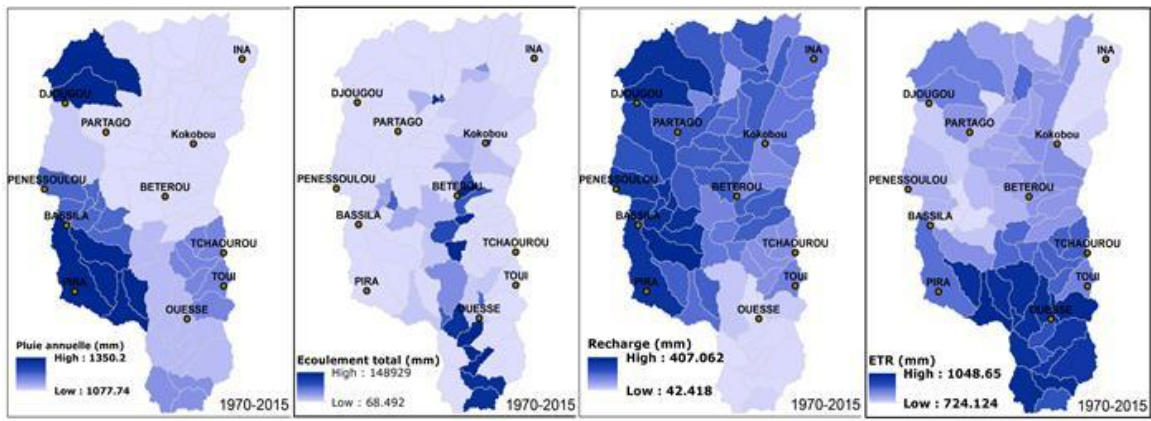 INA
DJOUGOU
PARTAGO
Kokobou
PENESSOULOU
BETEROU
BASSILA
TCHAOUROU
TOUI
PIRA
OUESSE
Pluie annuelle (mm)
High : 1350.2
Low : 1077.74
1970-2015
INA
DJOUGOU
PARTAGO
Kokobou
PENESSOULOU
BETEROU
BASSILA
TCHAOUROU
TOUI
PIRA
OUESSE
Ecoulement total (mm)
High : 148929
Low : 68.492
1970-2015
INA
DJOUGOU
PARTAGO
Kokobou
PENESSOULOU
BETEROU
BASSILA
TCHAOUROU
TOUI
PIRA
OUESSE
Recharge (mm)
High : 407.062
Low : 42.418
1970-2015
INA
DJOUGOU
PARTAGO
Kokobou
PENESSOULOU
BETEROU
BASSILA
TCHAOUROU
TOUI
PIRA
OUESSE
ETR (mm)
High : 1048.65
Low : 724.124
1970-2015